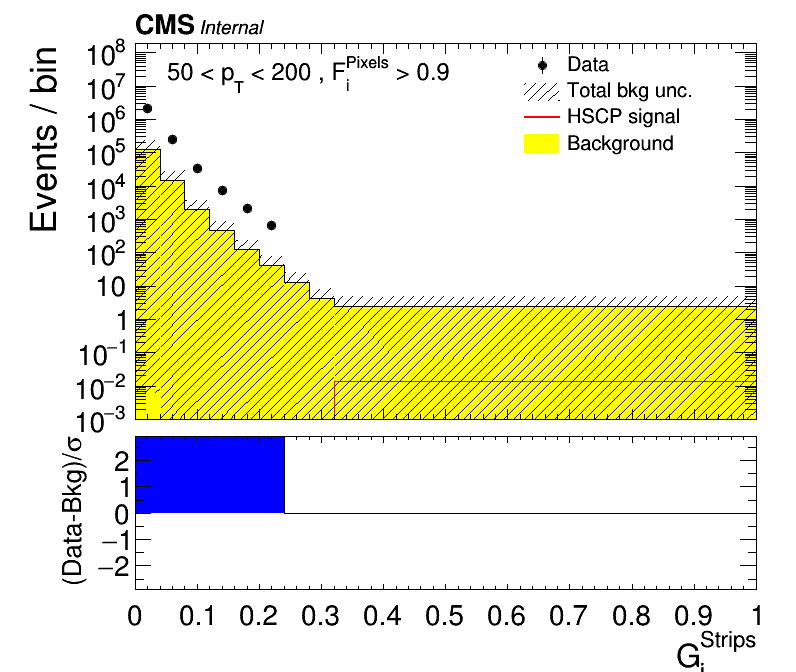 CMS Internal
50 < p_T < 200 , F_i^Pixels > 0.9
Data
Total bkg unc.
HSCP signal
Background
Events / bin
10^8
10^7
10^6
10^5
10^4
10^3
10^2
10
1
10^−1
10^−2
10^−3
(Data-Bkg)/σ
2
1
0
−1
−2
0 0.1 0.2 0.3 0.4 0.5 0.6 0.7 0.8 0.9 1
G_i^Strips